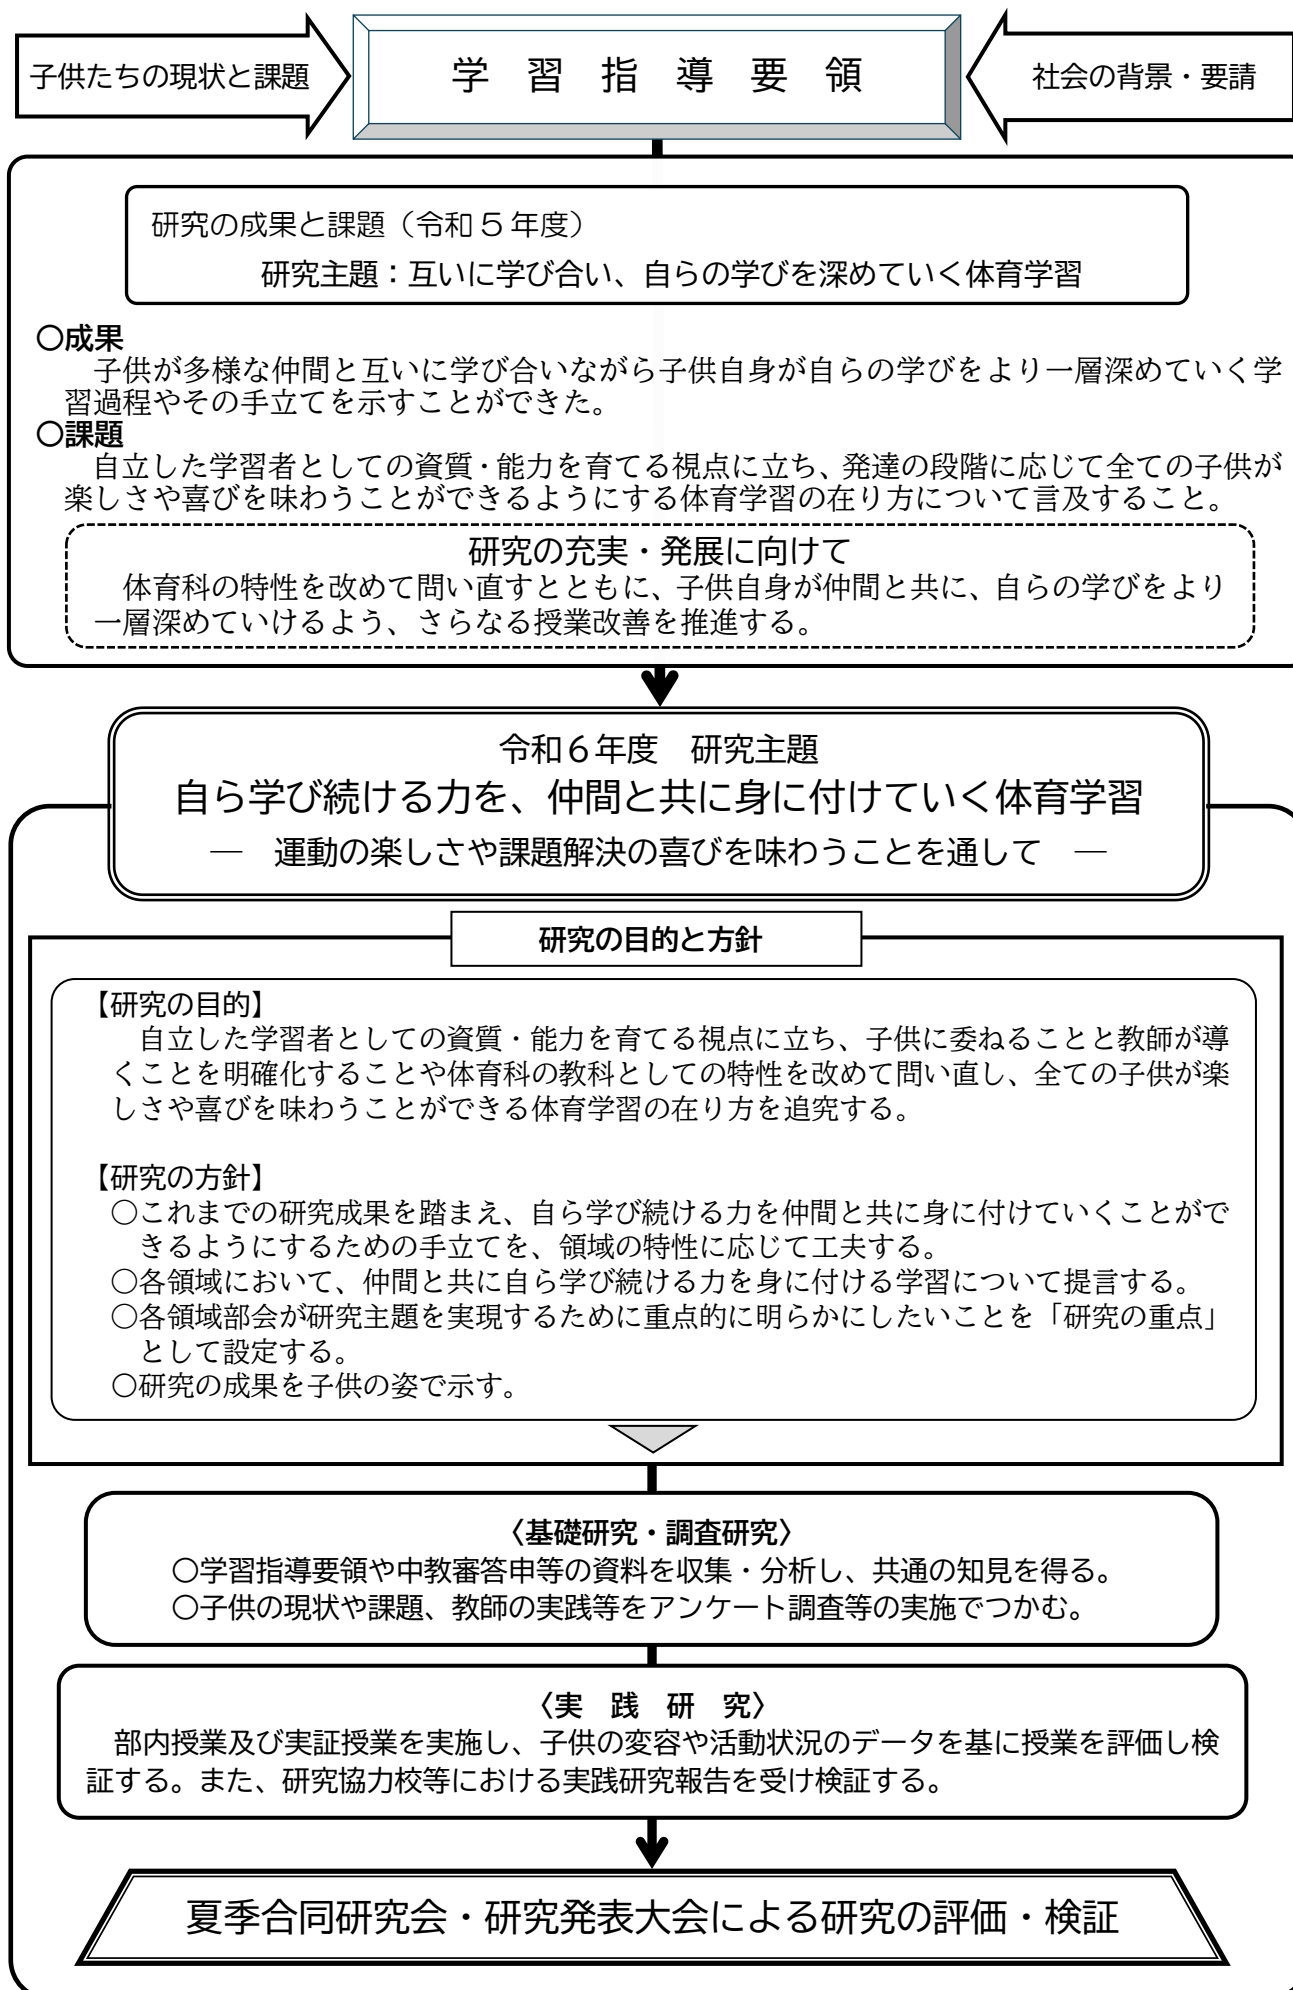 子供たちの現状と課題
学　習　指　導　要　領
社会の背景・要請
研究の成果と課題（令和５年度）
研究主題：互いに学び合い、自らの学びを深めていく体育学習
○成果
子供が多様な仲間と互いに学び合いながら子供自身が自らの学びをより一層深めていく学
習過程やその手立てを示すことができた。
○課題
自立した学習者としての資質・能力を育てる視点に立ち、発達の段階に応じて全ての子供が
楽しさや喜びを味わうことができるようにする体育学習の在り方について言及すること。
研究の充実・発展に向けて
体育科の特性を改めて問い直すとともに、子供自身が仲間と共に、自らの学びをより
一層深めていけるよう、さらなる授業改善を推進する。
令和６年度　研究主題
自ら学び続ける力を、仲間と共に身に付けていく体育学習
―　運動の楽しさや課題解決の喜びを味わうことを通して　―
研究の目的と方針
【研究の目的】
自立した学習者としての資質・能力を育てる視点に立ち、子供に委ねることと教師が導
くことを明確化することや体育科の教科としての特性を改めて問い直し、全ての子供が楽
しさや喜びを味わうことができる体育学習の在り方を追究する。
【研究の方針】
○これまでの研究成果を踏まえ、自ら学び続ける力を仲間と共に身に付けていくことがで
きるようにするための手立てを、領域の特性に応じて工夫する。
○各領域において、仲間と共に自ら学び続ける力を身に付ける学習について提言する。
○各領域部会が研究主題を実現するために重点的に明らかにしたいことを「研究の重点」
として設定する。
○研究の成果を子供の姿で示す。
〈基礎研究・調査研究〉
○学習指導要領や中教審答申等の資料を収集・分析し、共通の知見を得る。
○子供の現状や課題、教師の実践等をアンケート調査等の実施でつかむ。
〈実　践　研　究〉
部内授業及び実証授業を実施し、子供の変容や活動状況のデータを基に授業を評価し検
証する。また、研究協力校等における実践研究報告を受け検証する。
夏季合同研究会・研究発表大会による研究の評価・検証